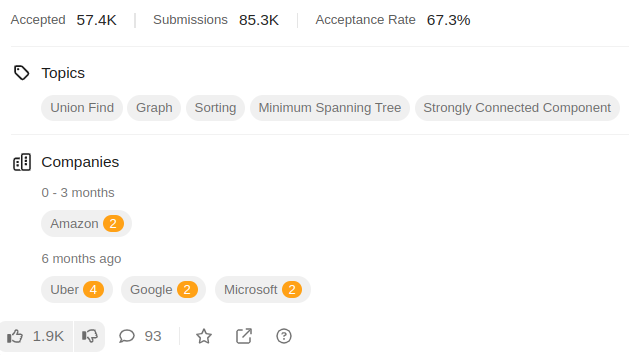 Accepted 57.4K Submissions 85.3K Acceptance Rate 67.3%
Topics
Union Find Graph Sorting Minimum Spanning Tree Strongly Connected Component
Companies
0 - 3 months
Amazon 2
6 months ago
Uber 4 Google 2 Microsoft 2
1.9K 93